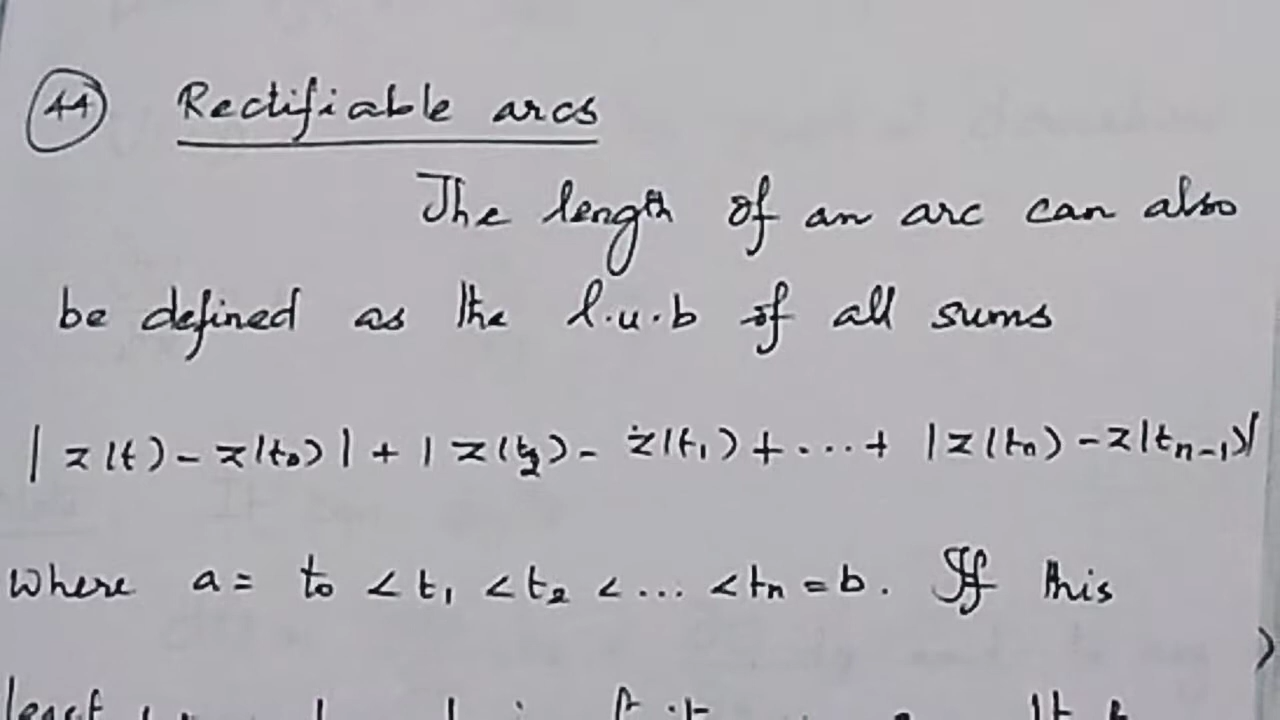 44 Rectifiable arcs
The length of an arc can also
be defined as the l.u.b of all sums
| z(t) - z(t₀) | + | z(t₂) - z(t₁) + ... + | z(tn) - z(tn-1) |
where a = t₀ < t₁ < t₂ < ... < tn = b. If this
least